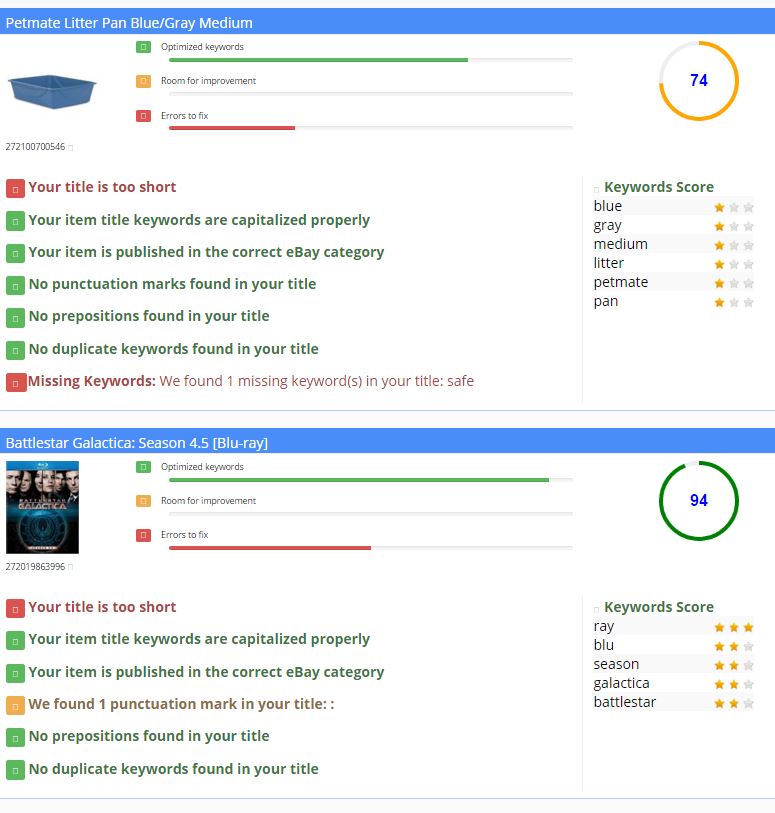 Petmate Litter Pan Blue/Gray Medium
Optimized keywords
Room for improvement
Errors to fix
74
272100700546
Your title is too short
Your item title keywords are capitalized properly
Your item is published in the correct eBay category
No punctuation marks found in your title
No prepositions found in your title
No duplicate keywords found in your title
Missing Keywords: We found 1 missing keyword(s) in your title: safe
Keywords Score
blue
gray
medium
litter
petmate
pan
Battlestar Galactica: Season 4.5 [Blu-ray]
Optimized keywords
Room for improvement
Errors to fix
94
BATTLESTAR
GALACTICA
272019863996
Your title is too short
Your item title keywords are capitalized properly
Your item is published in the correct eBay category
We found 1 punctuation mark in your title: :
No prepositions found in your title
No duplicate keywords found in your title
Keywords Score
ray
blu
season
galactica
battlestar